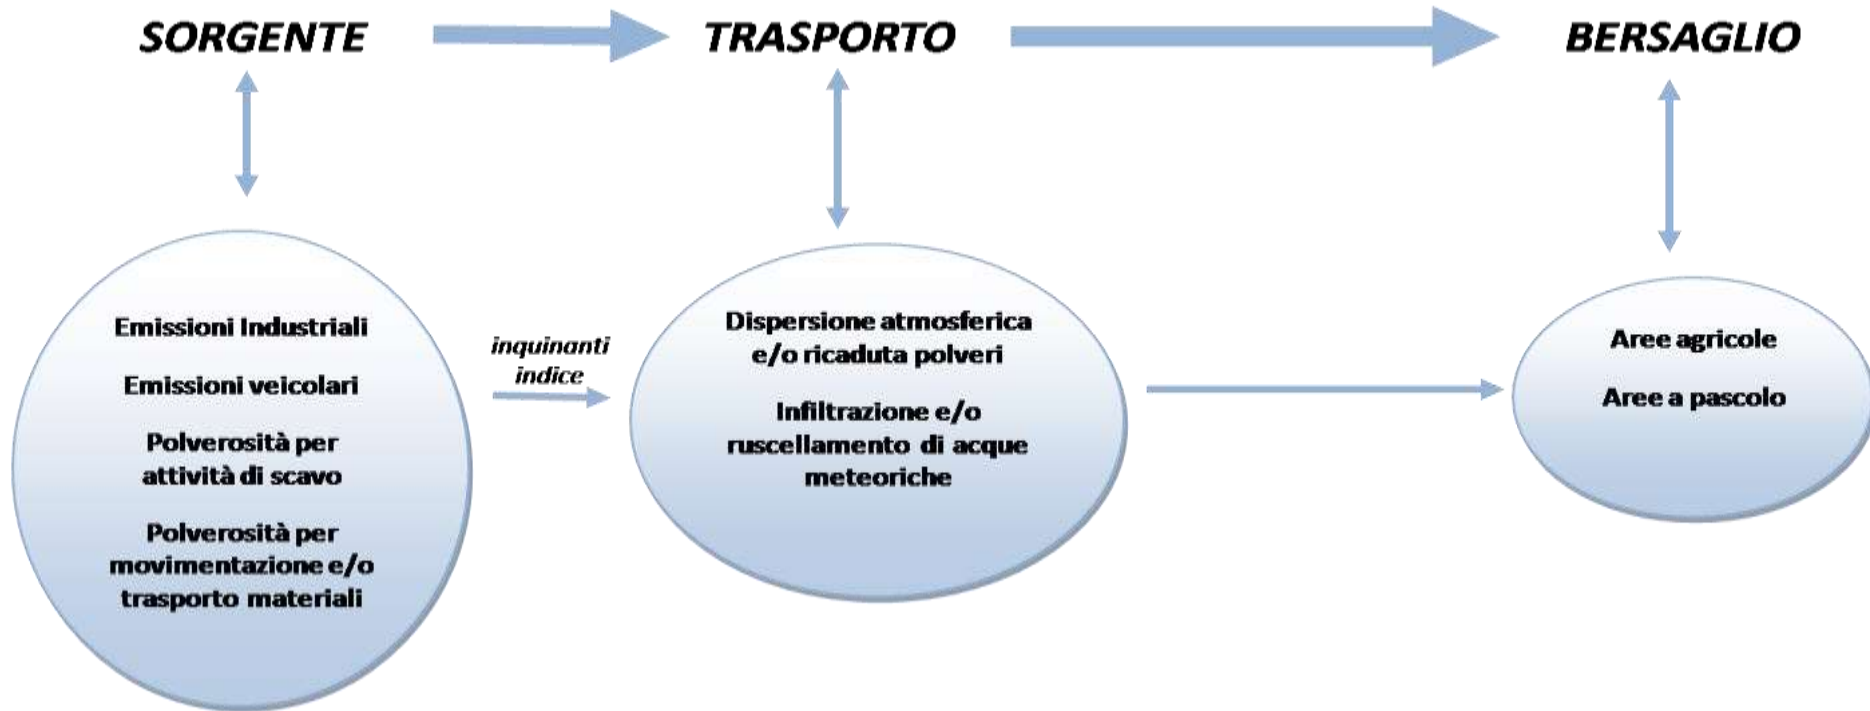 SORGENTE
TRASPORTO
BERSAGLIO
Emissioni Industriali
Emissioni veicolari
Polverosità per
attività di scavo
Polverosità per
movimentazione e/o
trasporto materiali
inquinanti
indice
Dispersione atmosferica
e/o ricaduta polveri
Infiltrazione e/o
ruscellamento di acque
meteoriche
Aree agricole
Aree a pascolo